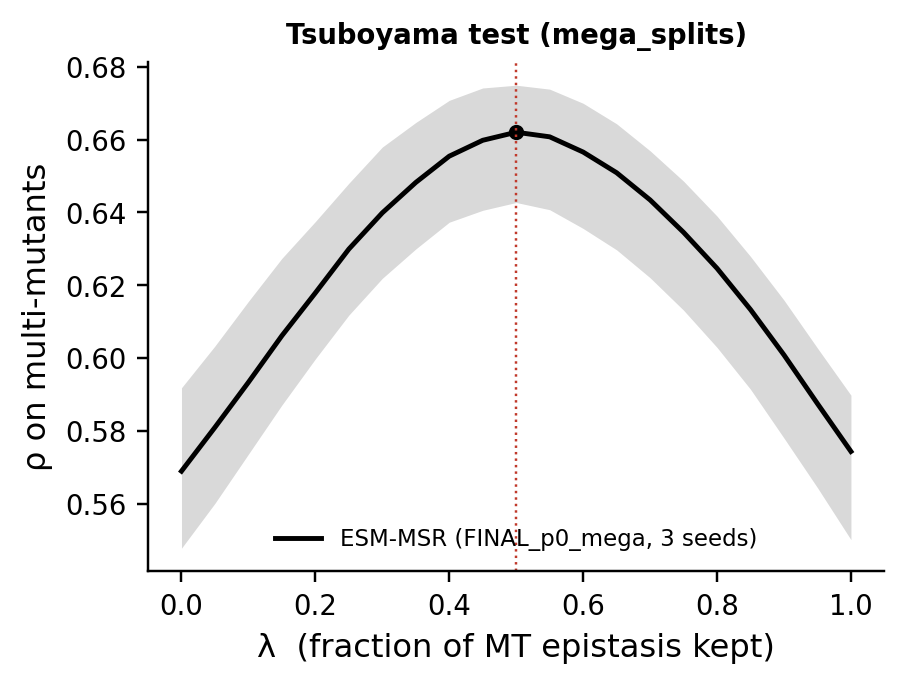 Tsuboyama test (mega_splits)
0.68
0.66
0.64
0.62
0.60
0.58
0.56
ρ on multi-mutants
ESM-MSR (FINAL_p0_mega, 3 seeds)
0.0 0.2 0.4 0.6 0.8 1.0
λ (fraction of MT epistasis kept)